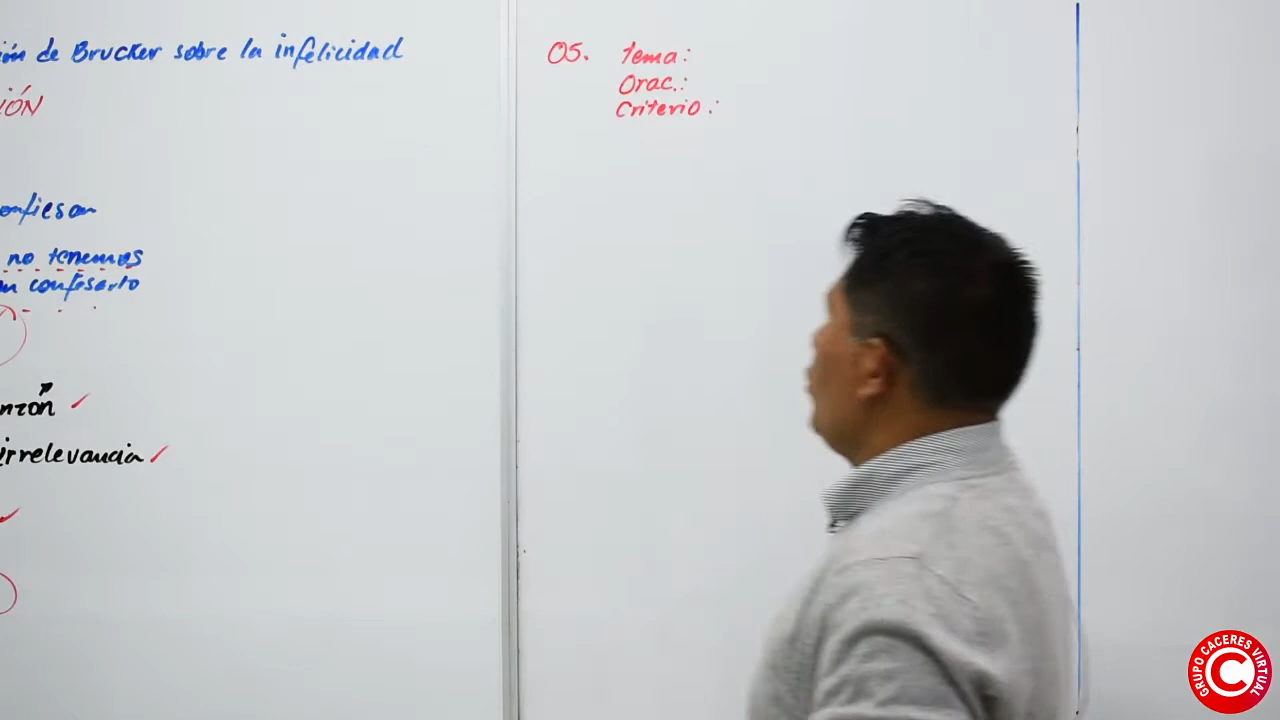 ión de Brucker sobre la infelicidad
IÓN
onfiesan
no tenemos
an confesarlo
nzón
irrelevancia
05. Tema:
Orac.:
Criterio:
GRUPO CACERES VIRTUAL